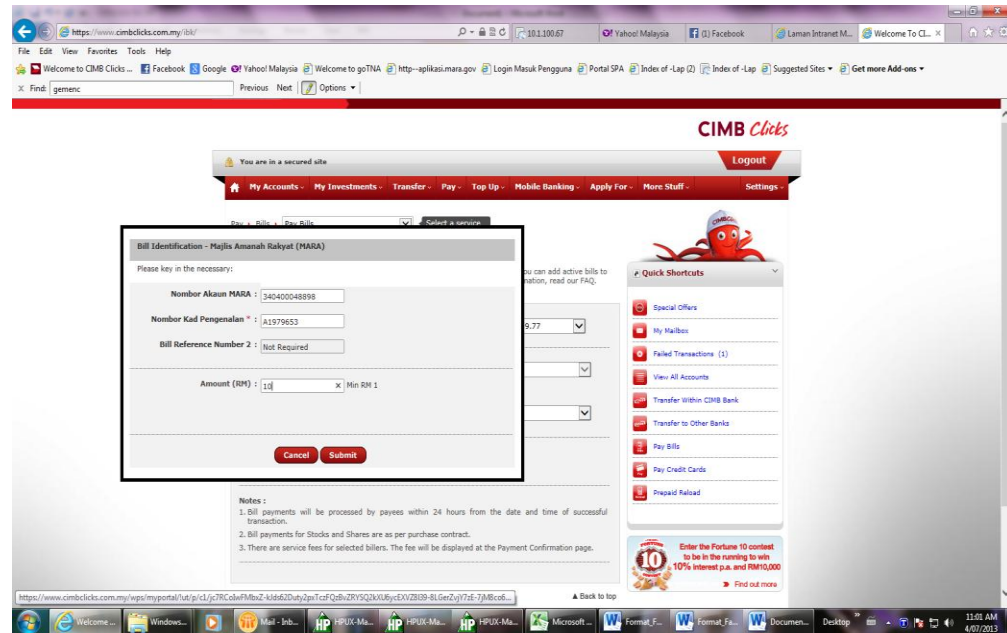 https://www.cimbclicks.com.my/ibk/
10.1.100.67
Yahoo! Malaysia
(1) Facebook
Laman Intranet M...
Welcome To Cl...
File Edit View Favorites Tools Help
Welcome to CIMB Clicks ... Facebook Google Yahoo! Malaysia Welcome to goTNA http--aplikasi.mara.gov Login Masuk Pengguna Portal SPA Index of -Lap (2) Index of -Lap Suggested Sites Get more Add-ons
x Find: gemenc Previous Next Options
CIMB Clicks
You are in a secured site
Logout
My Accounts My Investments Transfer Pay Top Up Mobile Banking Apply For More Stuff Settings
Pay Bills Pay Bills Select a service
Bill Identification - Majlis Amanah Rakyat (MARA)
Please key in the necessary:
Nombor Akaun MARA : 340400048898
Nombor Kad Pengenalan * : A1979653
Bill Reference Number 2 : Not Required
Amount (RM) : 10 x Min RM 1
Cancel Submit
ou can add active bills to
mation, read our FAQ.
9.77
Quick Shortcuts
Special Offers
My Mailbox
Failed Transactions (1)
View All Accounts
Transfer Within CIMB Bank
Transfer to Other Banks
Pay Bills
Pay Credit Cards
Prepaid Reload
Notes :
1. Bill payments will be processed by payees within 24 hours from the date and time of successful
transaction.
2. Bill payments for Stocks and Shares are as per purchase contract.
3. There are service fees for selected billers. The fee will be displayed at the Payment Confirmation page.
FORTUNE
10
Enter the Fortune 10 contest
to be in the running to win
10% interest p.a. and RM10,000
Find out more
Back to top
Welcome ... Windows... Mail - Inb... HPUX-Ma... HPUX-Ma... HPUX-Ma... Microsoft ... Format_F... Format_Fa... Documen... Desktop
11:01 AM
4/07/2013